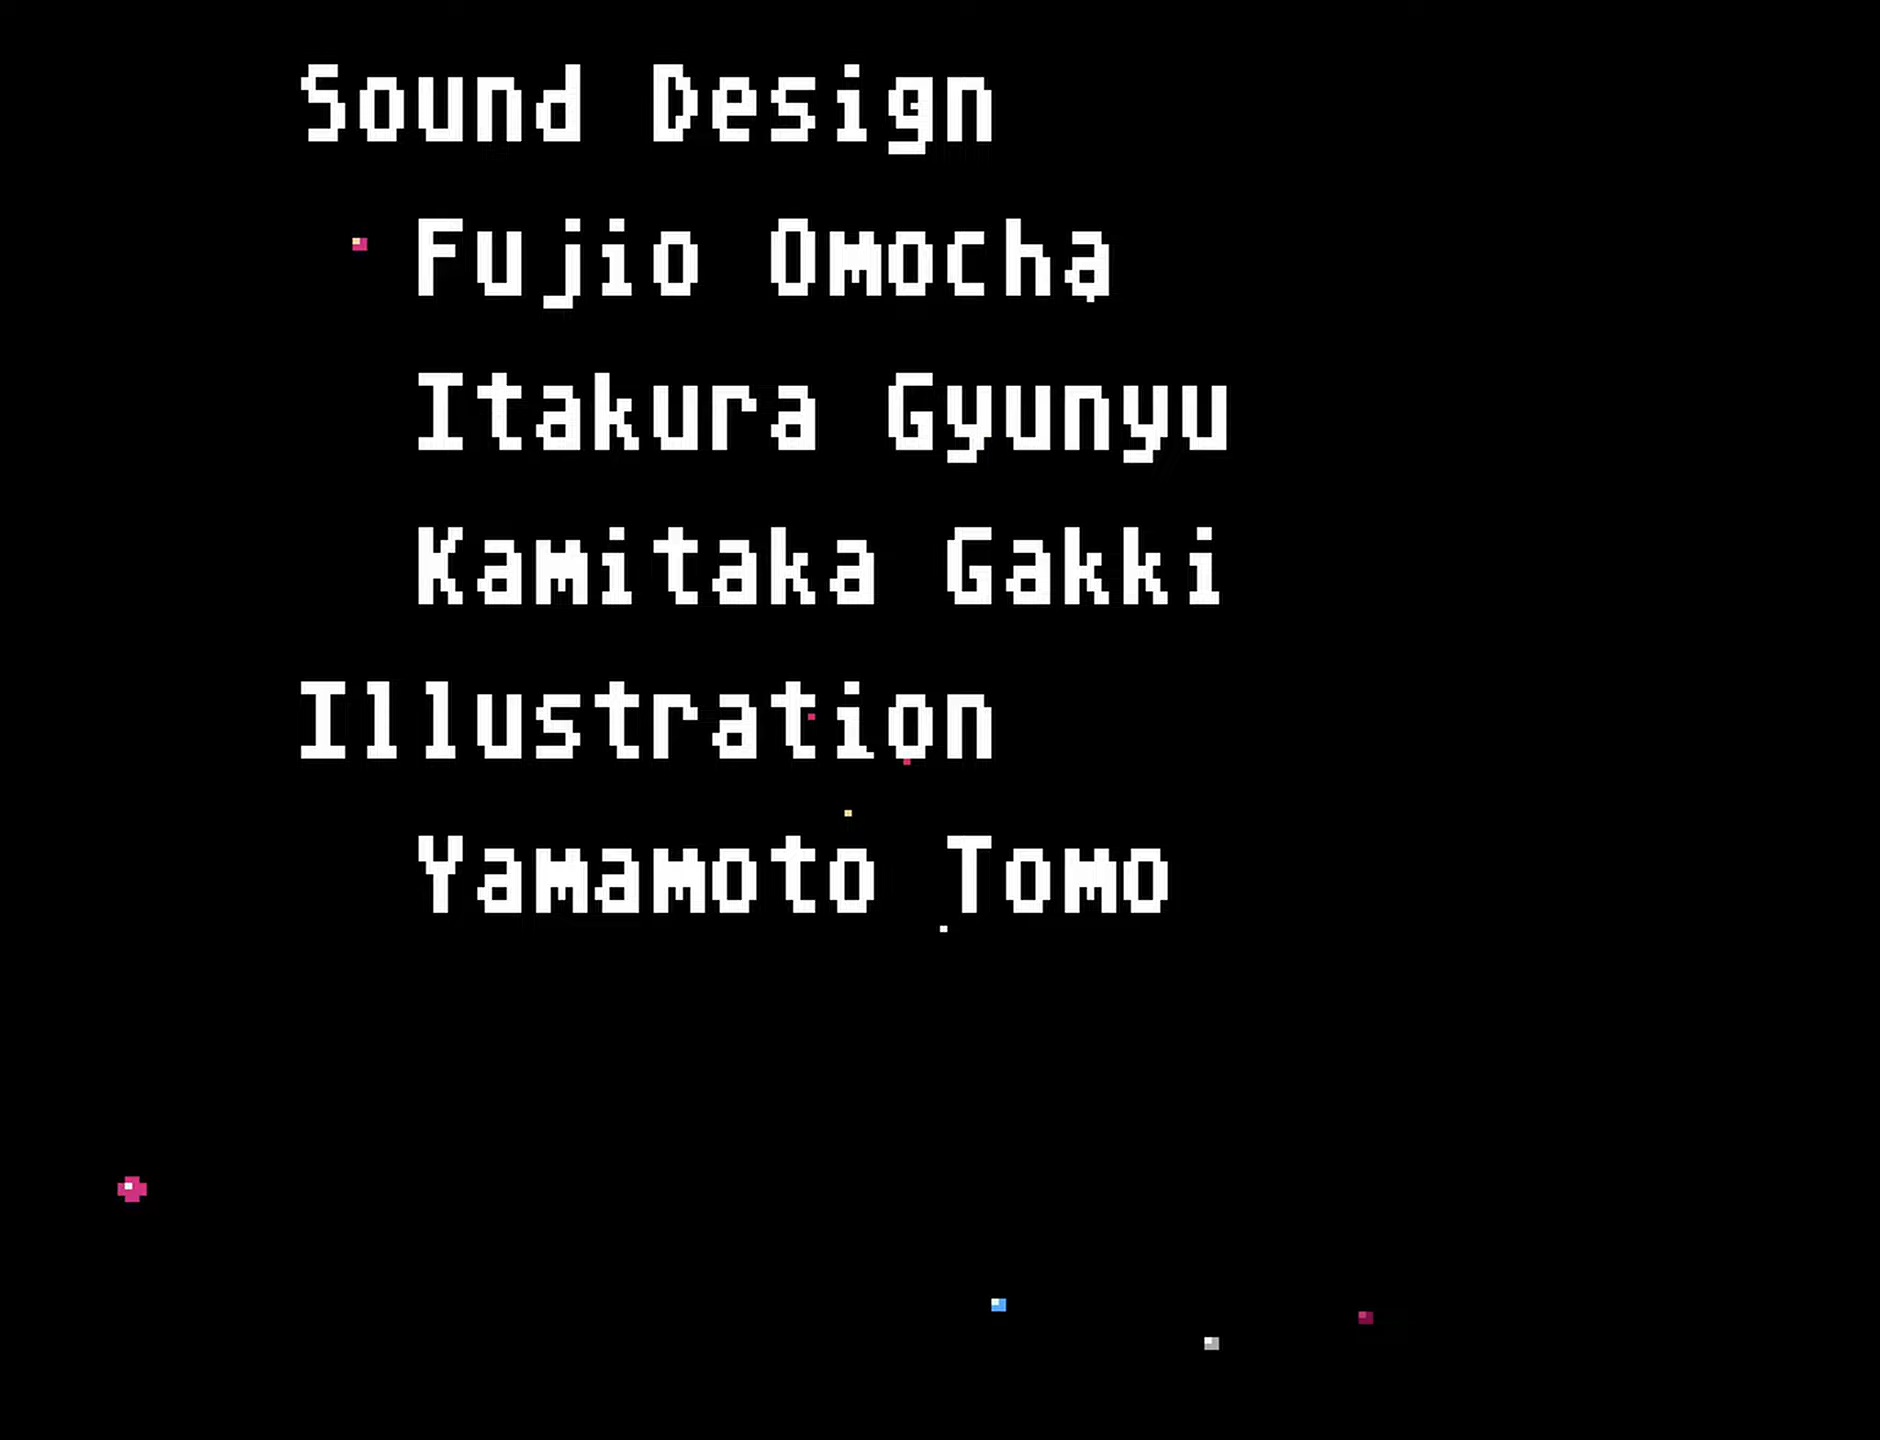 Sound Design
Fujio Omocha
Itakura Gyunyu
Kamitaka Gakki
Illustration
Yamamoto Tomo